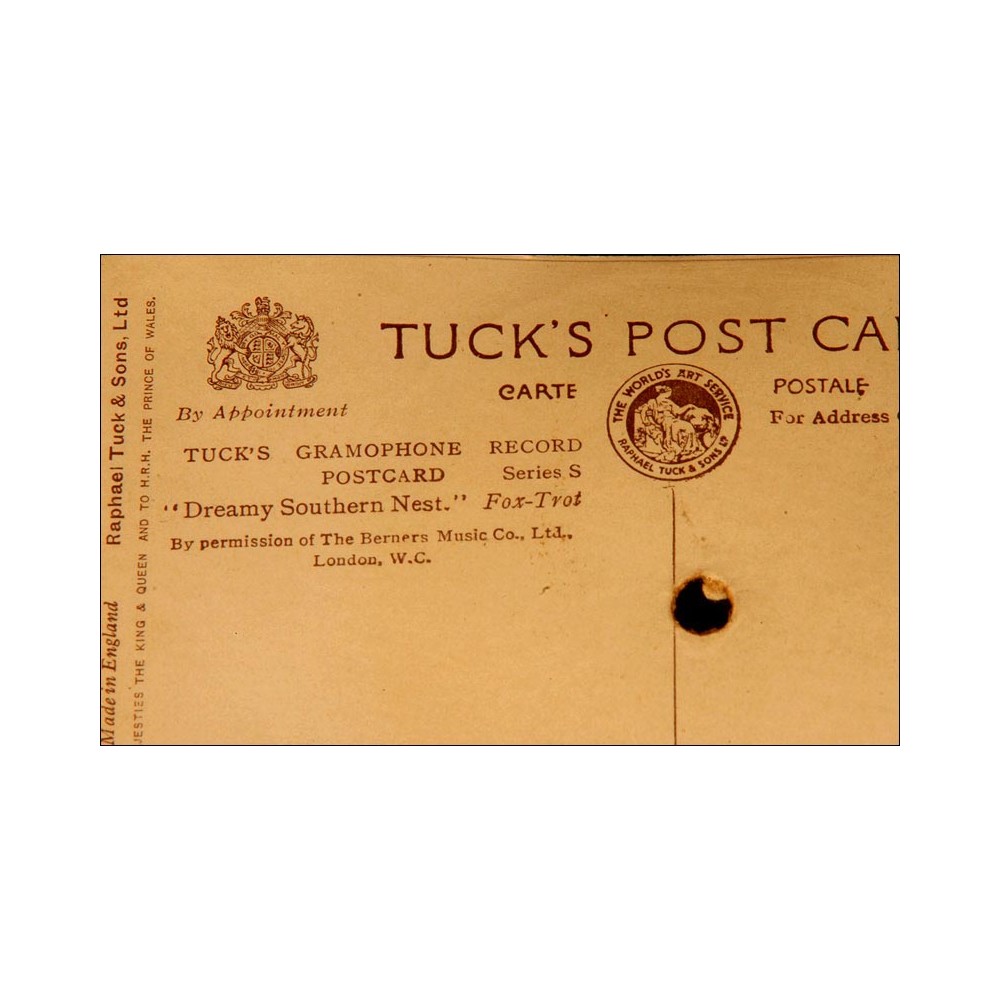 Raphael Tuck & Sons, Ltd
Made in England
JESTIES THE KING & QUEEN AND TO H.R.H. THE PRINCE OF WALES.
TUCK'S POST CA
CARTE POSTALE
By Appointment
THE WORLD'S ART SERVICE
RAPHAEL TUCK & SONS LD
For Address
TUCK'S GRAMOPHONE RECORD
POSTCARD Series S
"Dreamy Southern Nest." Fox-Trot
By permission of The Berners Music Co., Ltd.,
London, W.C.